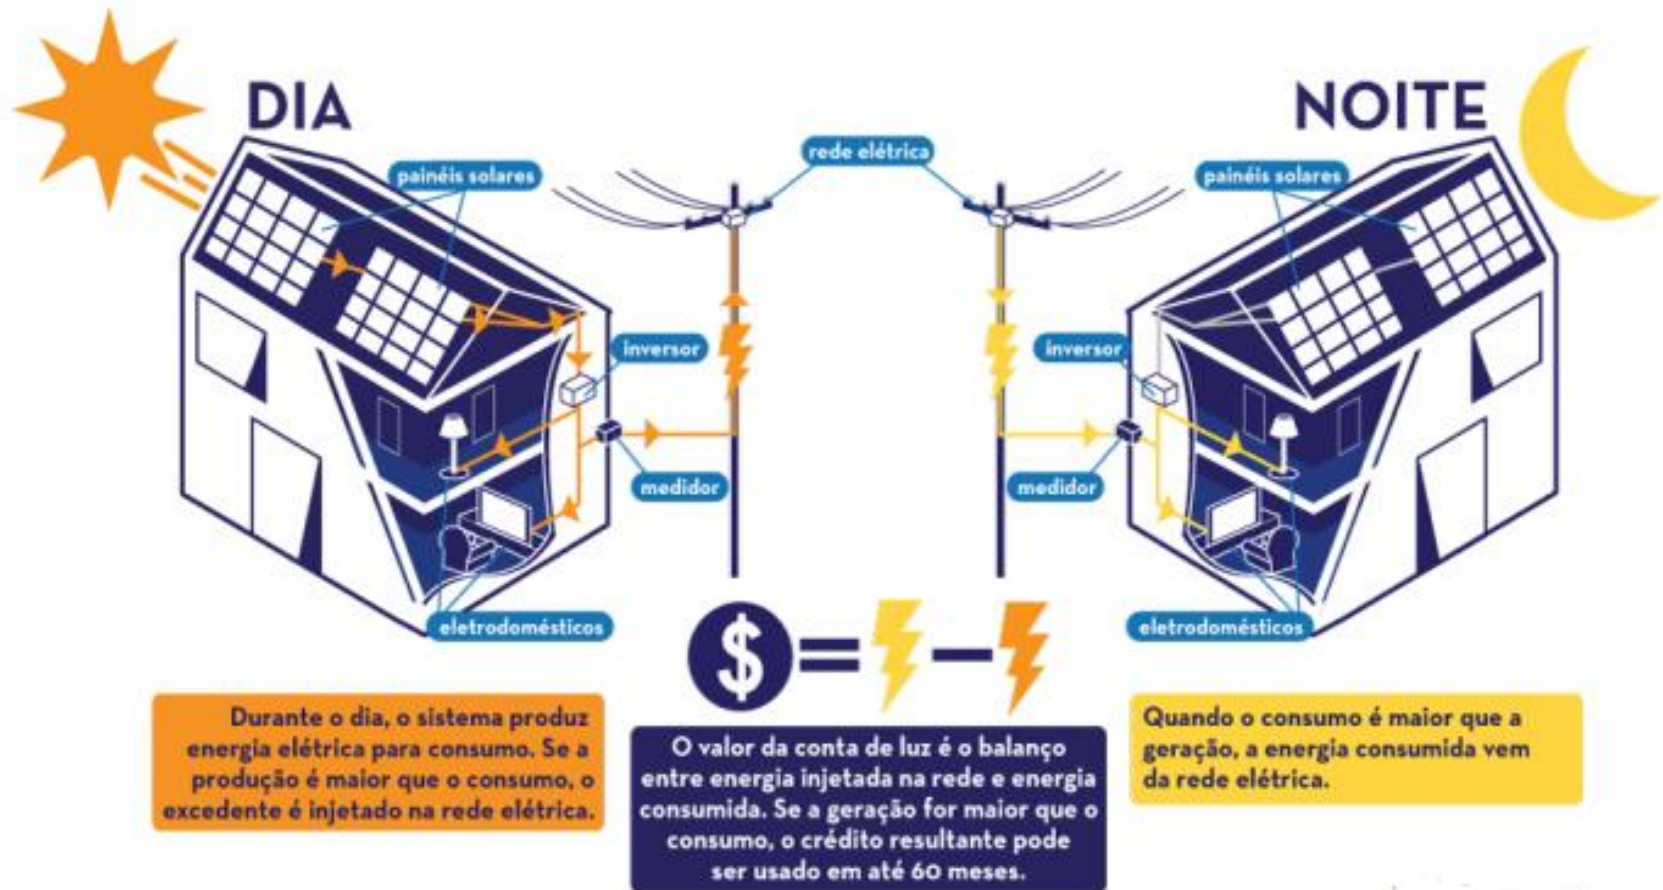 DIA
NOITE
rede elétrica
painéis solares
painéis solares
inversor
inversor
medidor
medidor
eletrodomésticos
eletrodomésticos
$ = -
Durante o dia, o sistema produz
energia elétrica para consumo. Se a
produção é maior que o consumo, o
excedente é injetado na rede elétrica.
O valor da conta de luz é o balanço
entre energia injetada na rede e energia
consumida. Se a geração for maior que o
consumo, o crédito resultante pode
ser usado em até 60 meses.
Quando o consumo é maior que a
geração, a energia consumida vem
da rede elétrica.